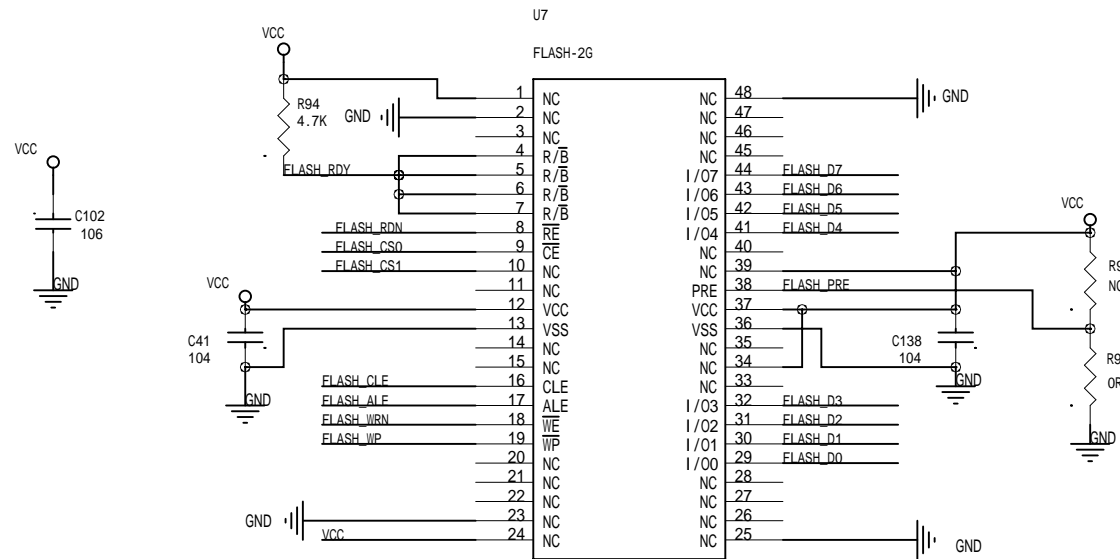 U7
FLASH-2G
VCC
R94
4.7K
GND
FLASH_RDY
VCC
C102
106
GND
FLASH_RDN
FLASH_CS0
FLASH_CS1
VCC
C41
104
GND
FLASH_CLE
FLASH_ALE
FLASH_WRN
FLASH_WP
GND
VCC
1 NC
2 NC
3 NC
4 R/B
5 R/B
6 R/B
7 R/B
8 RE
9 CE
10 NC
11 NC
12 VCC
13 VSS
14 NC
15 NC
16 CLE
17 ALE
18 WE
19 WP
20 NC
21 NC
22 NC
23 NC
24 NC
NC 48
NC 47
NC 46
NC 45
I/O7 44 FLASH_D7
I/O6 43 FLASH_D6
I/O5 42 FLASH_D5
I/O4 41 FLASH_D4
NC 40
NC 39
PRE 38 FLASH_PRE
VCC 37
VSS 36
NC 35
NC 34
NC 33
I/O3 32 FLASH_D3
I/O2 31 FLASH_D2
I/O1 30 FLASH_D1
I/O0 29 FLASH_D0
NC 28
NC 27
NC 26
NC 25
GND
VCC
C138
104
GND
GND
GND